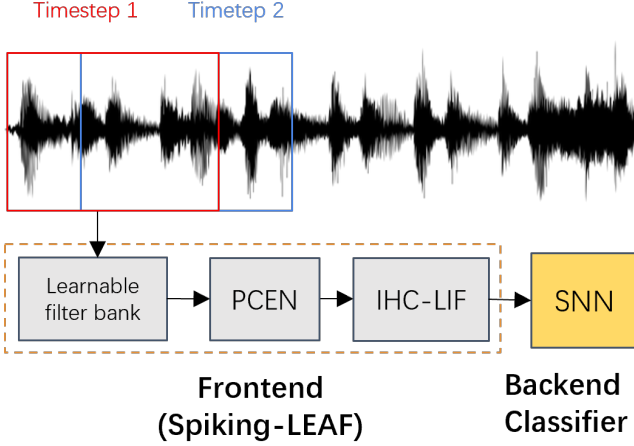 Timestep 1
Timetep 2
Learnable
filter bank
PCEN
IHC-LIF
SNN
Frontend
(Spiking-LEAF)
Backend
Classifier